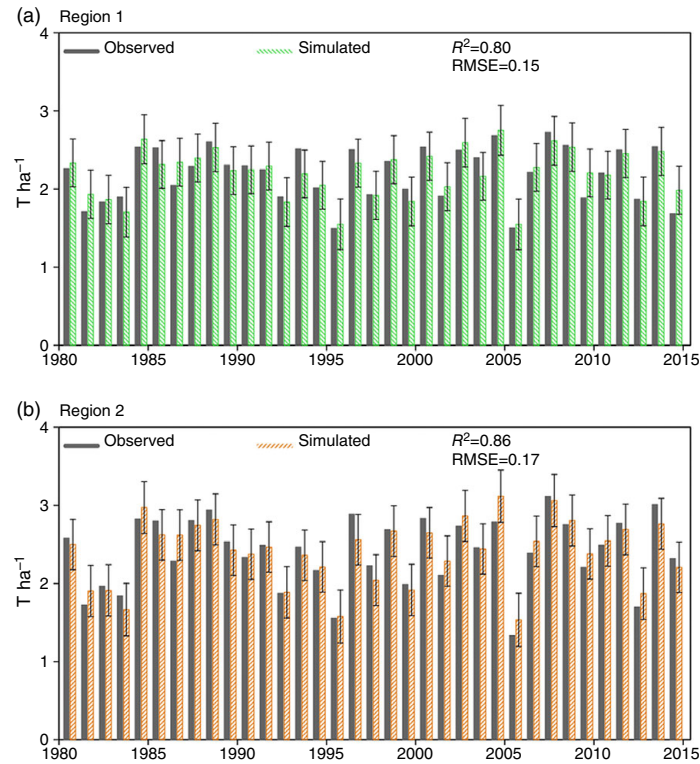 (a) Region 1
Observed Simulated R²=0.80
RMSE=0.15
T ha⁻¹
4
3
2
1
0
1980 1985 1990 1995 2000 2005 2010 2015
(b) Region 2
Observed Simulated R²=0.86
RMSE=0.17
T ha⁻¹
4
3
2
1
0
1980 1985 1990 1995 2000 2005 2010 2015